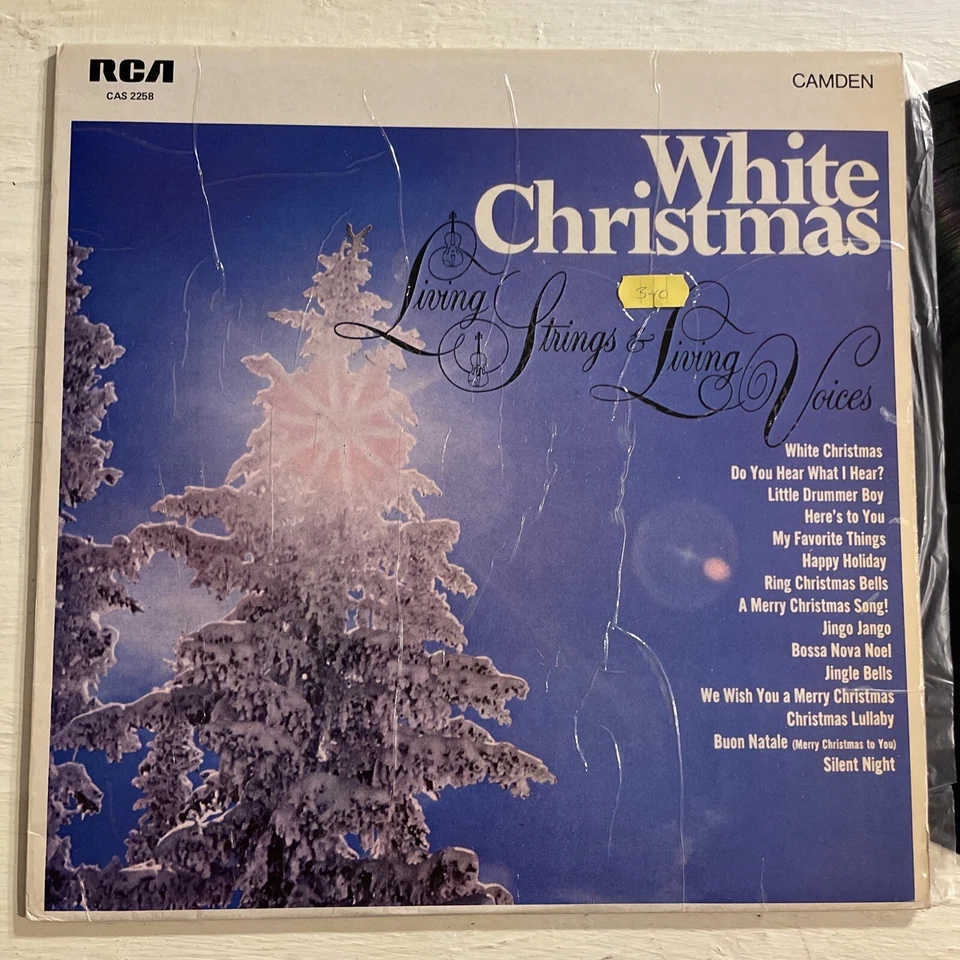 RCA
CAS 2258
CAMDEN
White
Christmas
Living Strings & Living Voices
White Christmas
Do You Hear What I Hear?
Little Drummer Boy
Here's to You
My Favorite Things
Happy Holiday
Ring Christmas Bells
A Merry Christmas Song!
Jingo Jango
Bossa Nova Noel
Jingle Bells
We Wish You a Merry Christmas
Christmas Lullaby
Buon Natale (Merry Christmas to You)
Silent Night